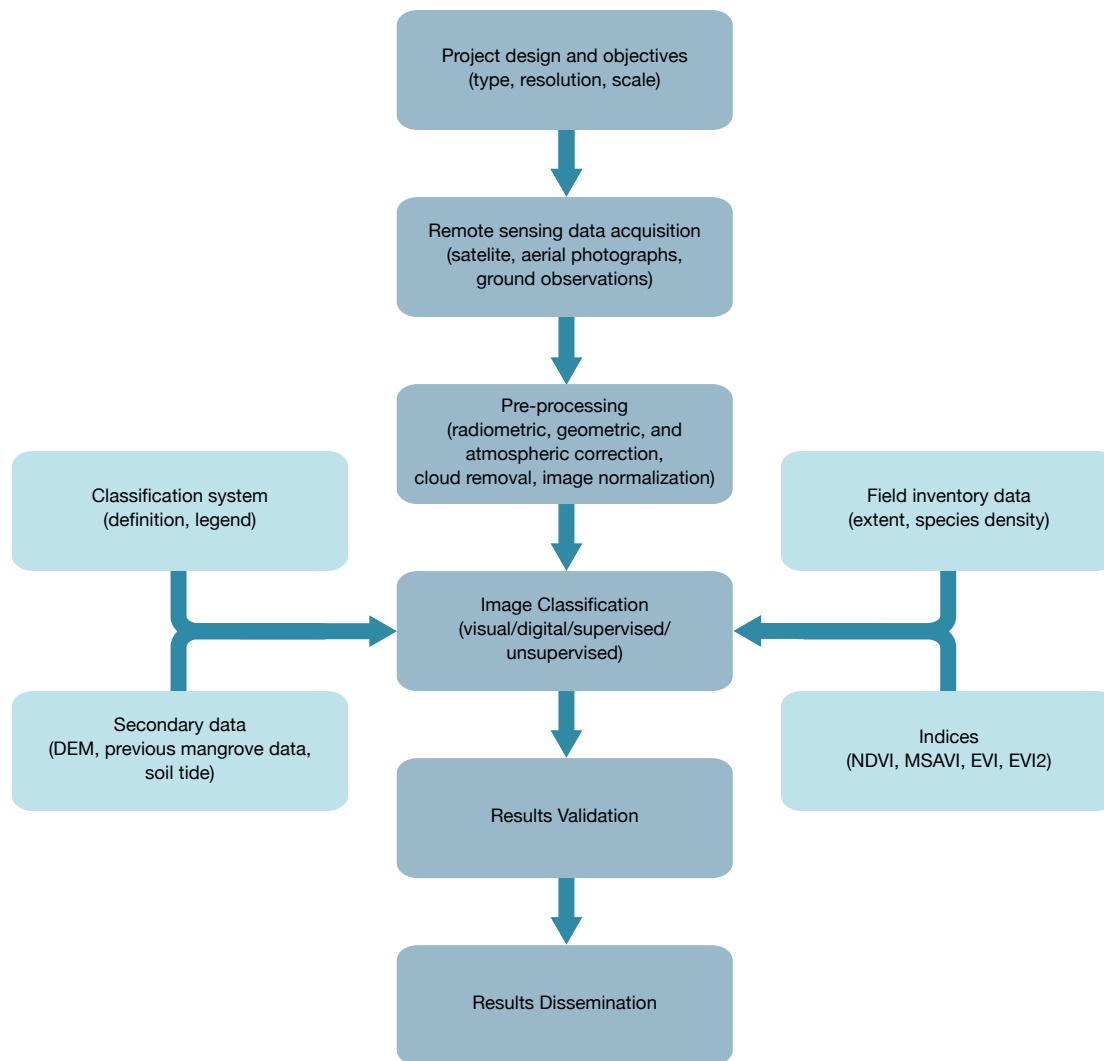 Project design and objectives
(type, resolution, scale)
Remote sensing data acquisition
(satelite, aerial photographs,
ground observations)
Pre-processing
(radiometric, geometric, and
atmospheric correction,
cloud removal, image normalization)
Classification system
(definition, legend)
Field inventory data
(extent, species density)
Image Classification
(visual/digital/supervised/
unsupervised)
Secondary data
(DEM, previous mangrove data,
soil tide)
Indices
(NDVI, MSAVI, EVI, EVI2)
Results Validation
Results Dissemination